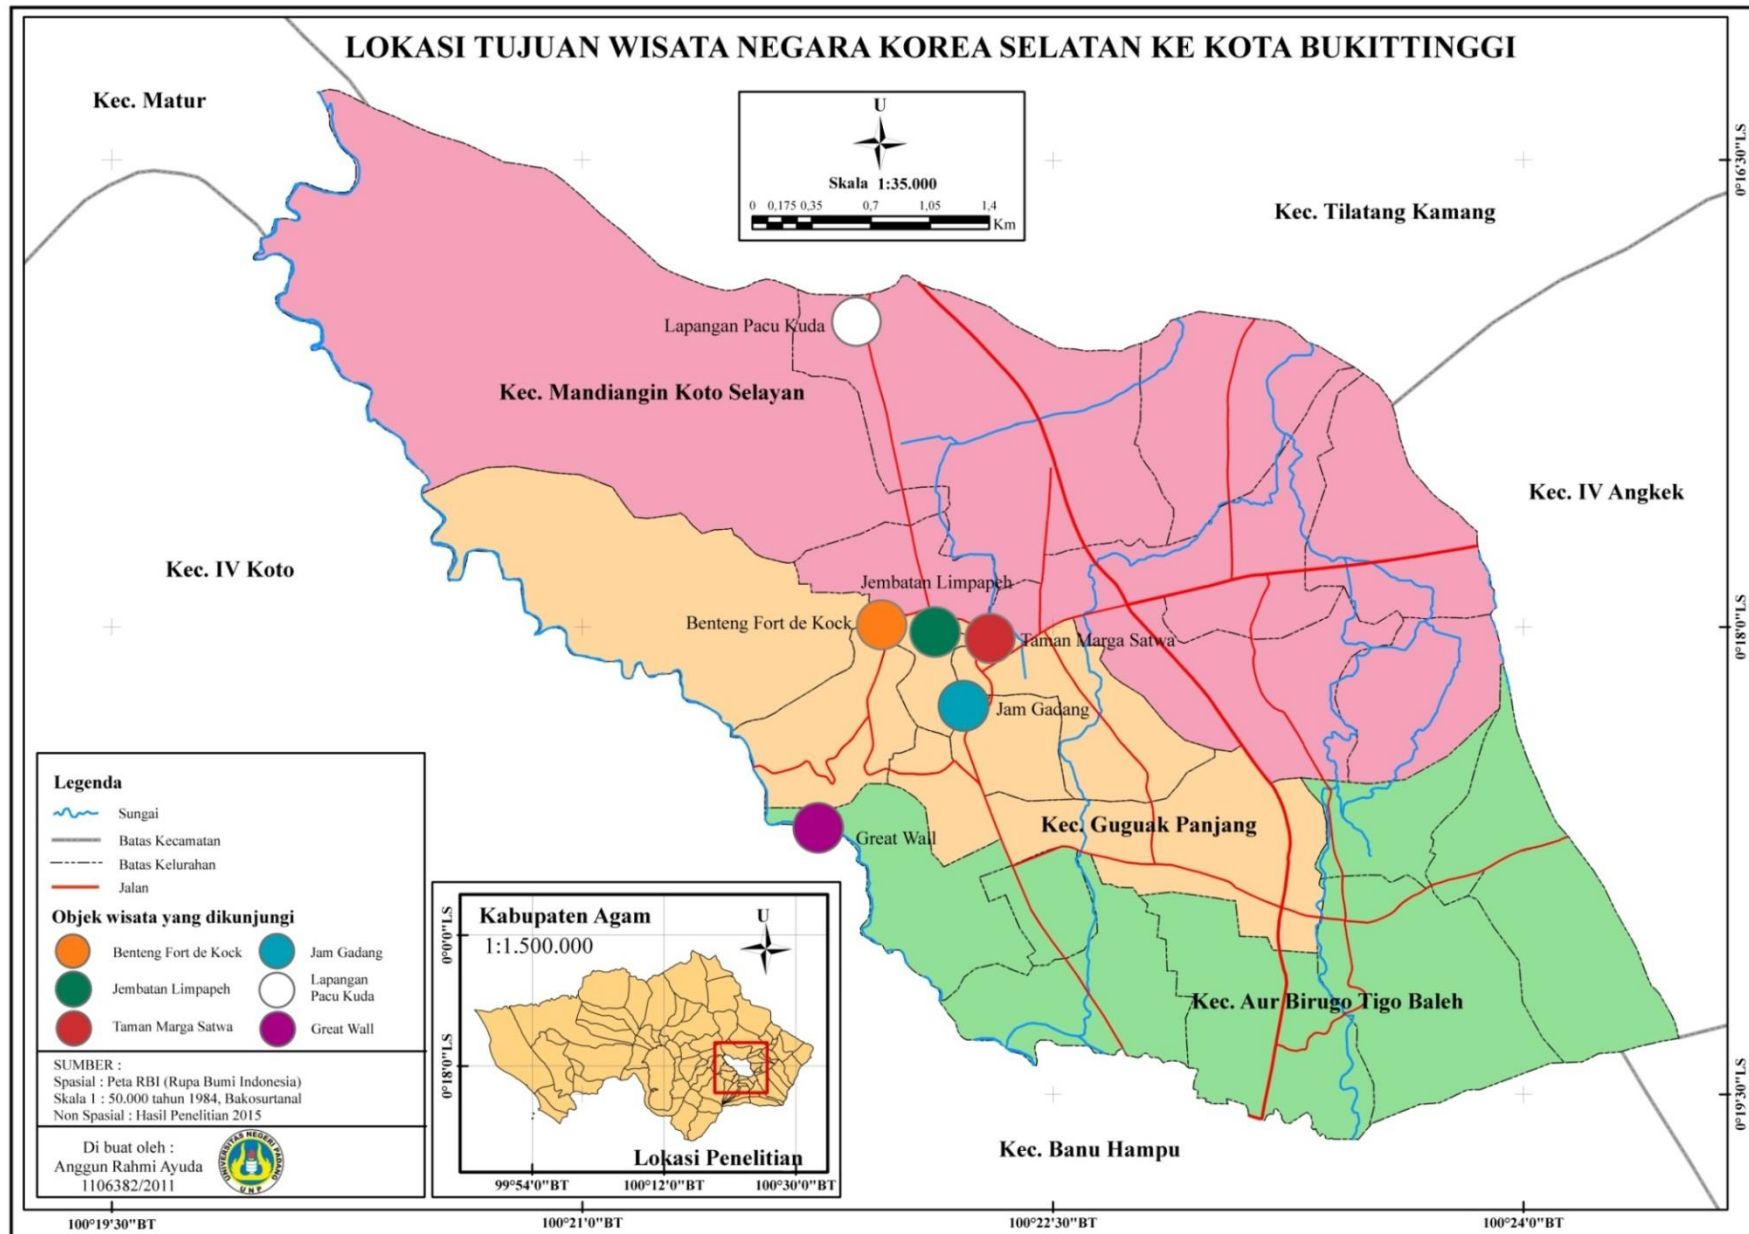 LOKASI TUJUAN WISATA NEGARA KOREA SELATAN KE KOTA BUKITTINGGI
Kec. Matur
U
Skala 1:35.000
0 0,175 0,35 0,7 1,05 1,4
Km
0°16'30"LS
Kec. Tilatang Kamang
Lapangan Pacu Kuda
Kec. Mandiangin Koto Selayan
Kec. IV Angkek
Kec. IV Koto
Jembatan Limpapeh
Benteng Fort de Kock
Taman Marga Satwa
0°18'0"LS
Jam Gadang
Kec. Guguak Panjang
Great Wall
Kec. Aur Birugo Tigo Baleh
0°19'30"LS
Kec. Banu Hampu
Legenda
Sungai
Batas Kecamatan
Batas Kelurahan
Jalan
Objek wisata yang dikunjungi
Benteng Fort de Kock
Jam Gadang
Jembatan Limpapeh
Lapangan
Pacu Kuda
Taman Marga Satwa
Great Wall
SUMBER :
Spasial : Peta RBI (Rupa Bumi Indonesia)
Skala 1 : 50.000 tahun 1984, Bakosurtanal
Non Spasial : Hasil Penelitian 2015
Di buat oleh :
Anggun Rahmi Ayuda
1106382/2011
UNIVERSITAS NEGERI PADANG
UNP
Kabupaten Agam
U
1:1.500.000
0°0'0"LS
0°18'0"LS
Lokasi Penelitian
99°54'0"BT 100°12'0"BT 100°30'0"BT
100°19'30"BT 100°21'0"BT 100°22'30"BT 100°24'0"BT